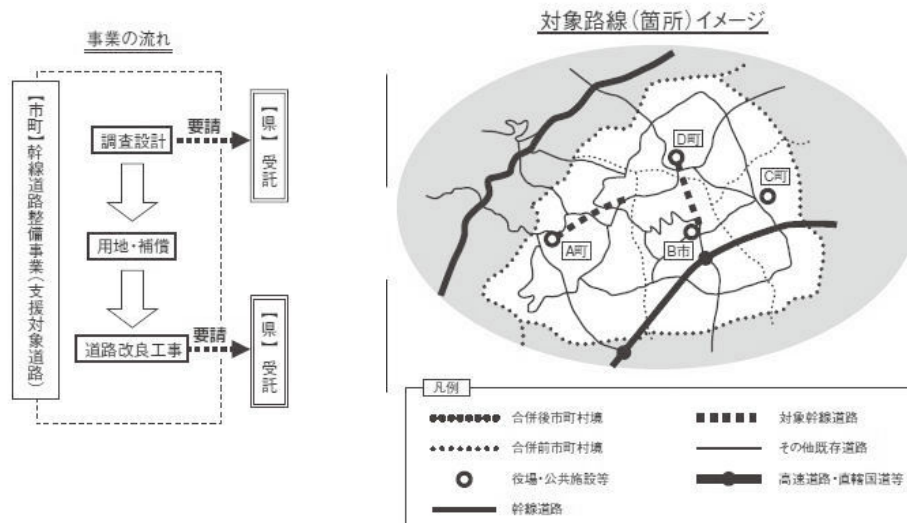 事業の流れ
【市町】幹線道路整備事業(支援対象道路)
調査設計
要請
【県】受託
用地・補償
道路改良工事
要請
【県】受託
対象路線(箇所)イメージ
D町
C町
A町
B市
凡例
合併後市町村境
対象幹線道路
合併前市町村境
その他既存道路
役場・公共施設等
高速道路・直轄国道等
幹線道路